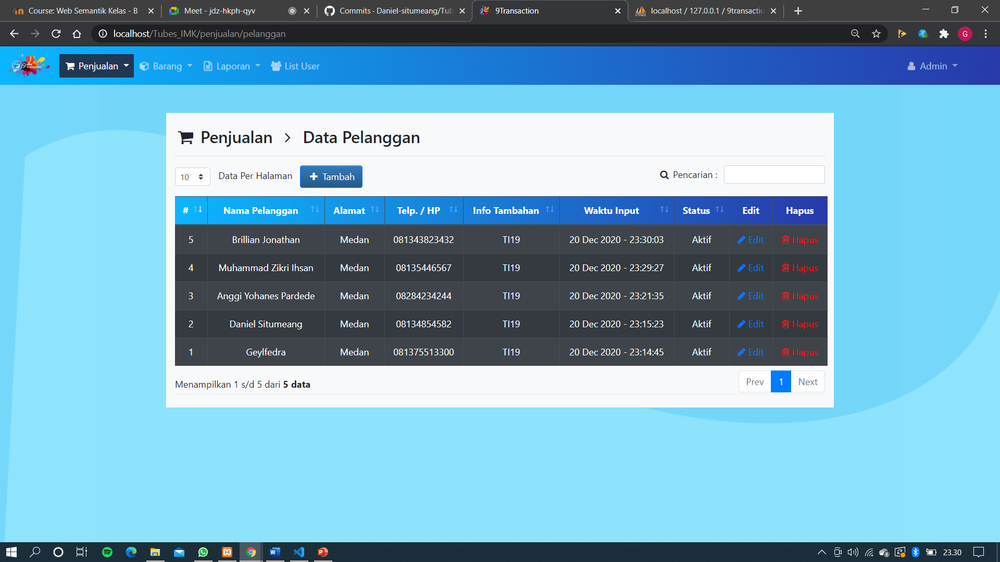 Course: Web Semantik Kelas - B
Meet - jdz-hkph-qyv
Commits · Daniel-situmeang/Tub
9Transaction
localhost / 127.0.0.1 / 9transactio
localhost/Tubes_IMK/penjualan/pelanggan
G
Penjualan
Barang
Laporan
List User
Admin
Penjualan > Data Pelanggan
10 Data Per Halaman
+ Tambah
Pencarian :
# Nama Pelanggan Alamat Telp. / HP Info Tambahan Waktu Input Status Edit Hapus
5 Brillian Jonathan Medan 081343823432 TI19 20 Dec 2020 - 23:30:03 Aktif Edit Hapus
4 Muhammad Zikri Ihsan Medan 08135446567 TI19 20 Dec 2020 - 23:29:27 Aktif Edit Hapus
3 Anggi Yohanes Pardede Medan 08284234244 TI19 20 Dec 2020 - 23:21:35 Aktif Edit Hapus
2 Daniel Situmeang Medan 08134854582 TI19 20 Dec 2020 - 23:15:23 Aktif Edit Hapus
1 Geylfedra Medan 081375513300 TI19 20 Dec 2020 - 23:14:45 Aktif Edit Hapus
Menampilkan 1 s/d 5 dari 5 data
Prev 1 Next
23.30